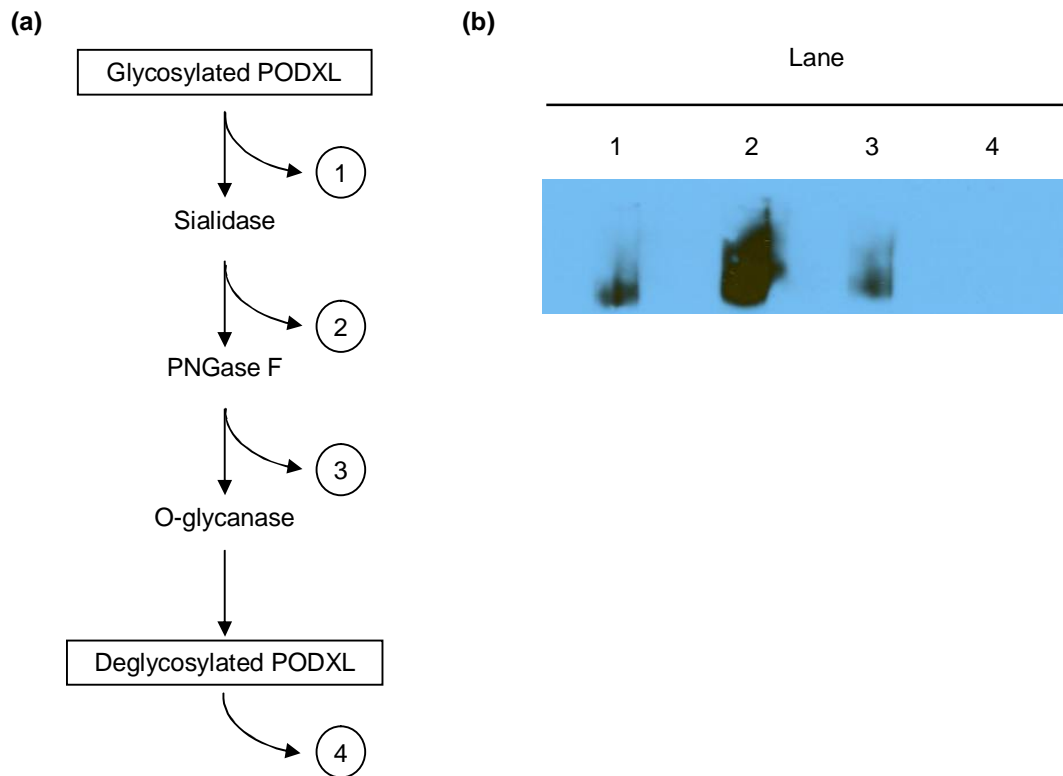 (a)
Glycosylated PODXL
1
Sialidase
2
PNGase F
3
O-glycanase
Deglycosylated PODXL
4
(b)
Lane
1 2 3 4